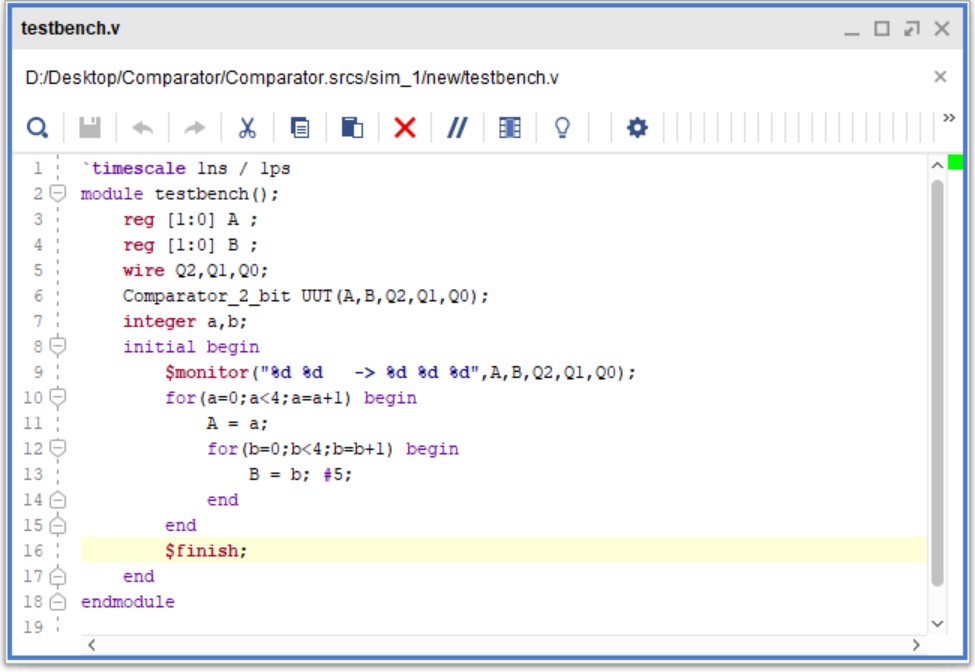 testbench.v
D:/Desktop/Comparator/Comparator.srcs/sim_1/new/testbench.v
1 `timescale 1ns / 1ps
2 module testbench();
3 reg [1:0] A ;
4 reg [1:0] B ;
5 wire Q2,Q1,Q0;
6 Comparator_2_bit UUT(A,B,Q2,Q1,Q0);
7 integer a,b;
8 initial begin
9 $monitor("%d %d   -> %d %d %d",A,B,Q2,Q1,Q0);
10 for(a=0;a<4;a=a+1) begin
11 A = a;
12 for(b=0;b<4;b=b+1) begin
13 B = b; #5;
14 end
15 end
16 $finish;
17 end
18 endmodule
19